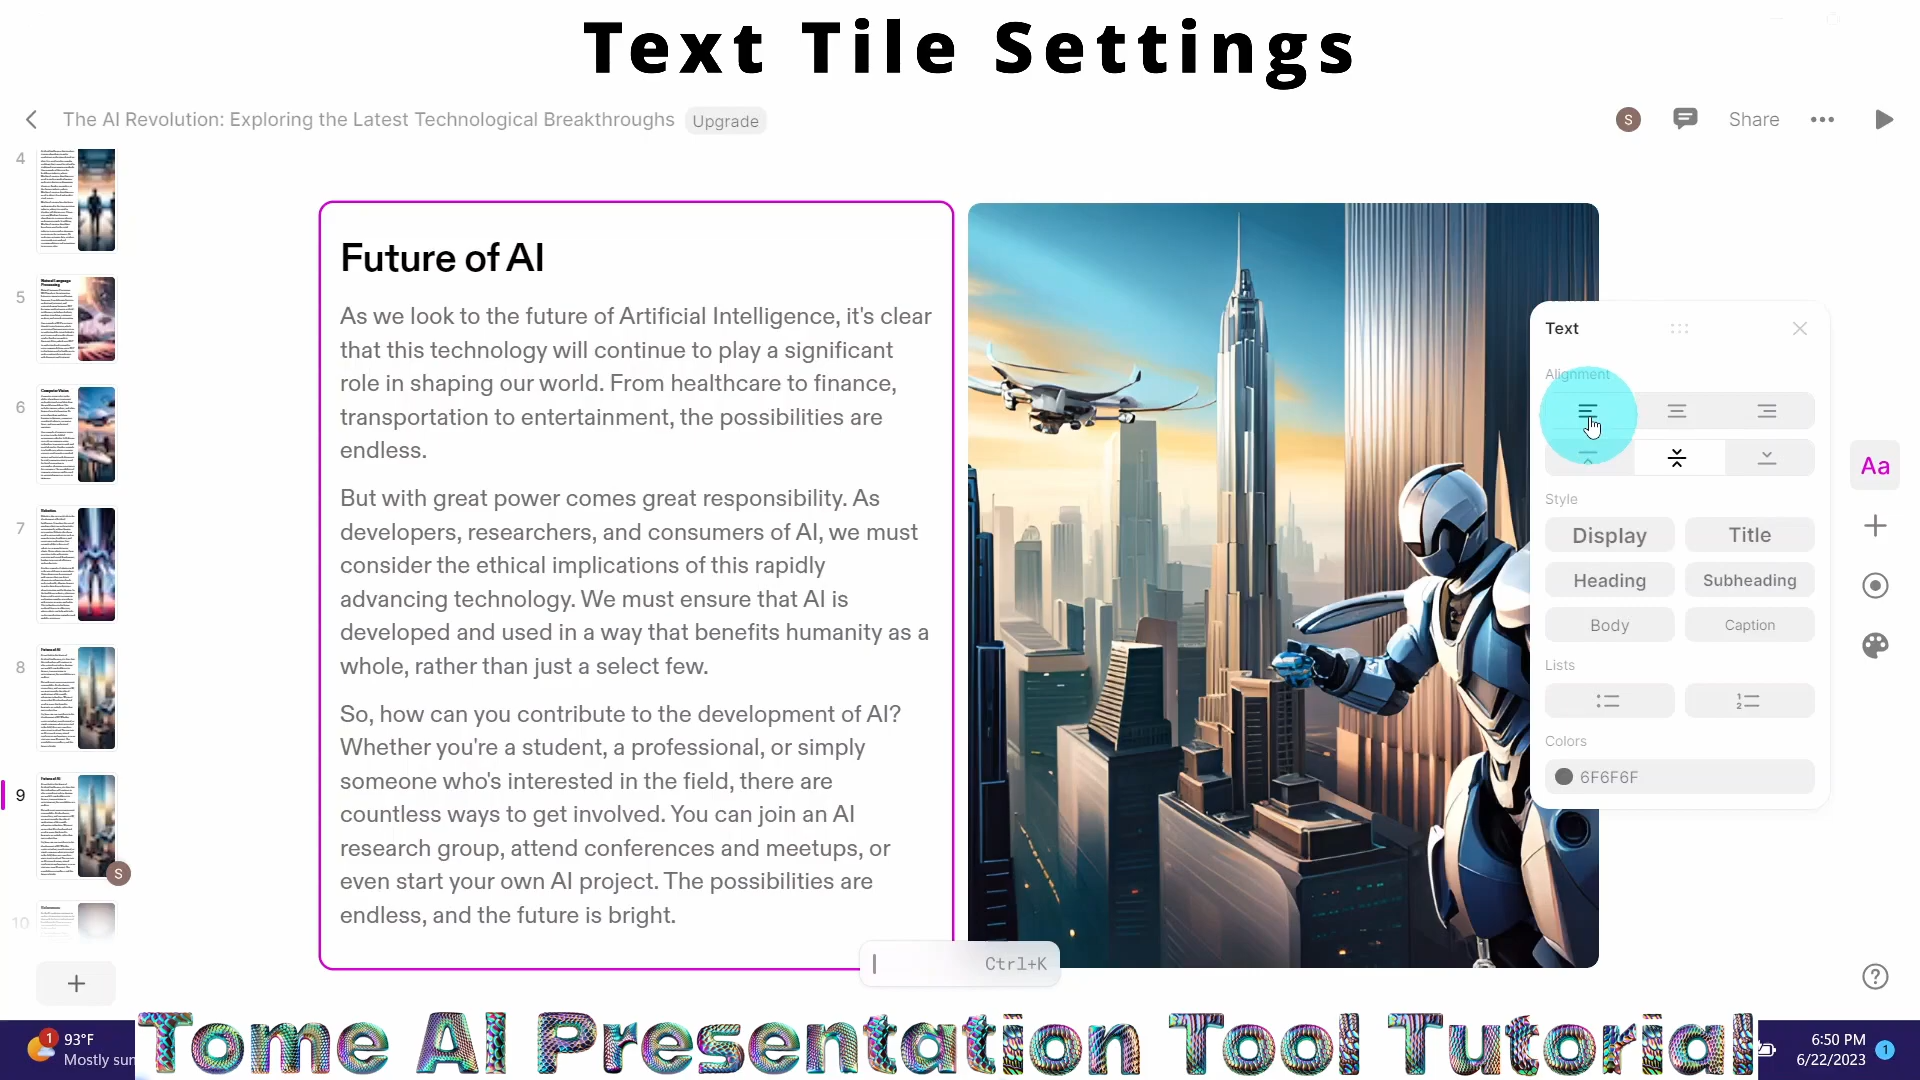 Text Tile Settings
The AI Revolution: Exploring the Latest Technological Breakthroughs Upgrade
S Share
4
5
6
7
8
9
S
10
Future of AI
As we look to the future of Artificial Intelligence, it's clear
that this technology will continue to play a significant
role in shaping our world. From healthcare to finance,
transportation to entertainment, the possibilities are
endless.
But with great power comes great responsibility. As
developers, researchers, and consumers of AI, we must
consider the ethical implications of this rapidly
advancing technology. We must ensure that AI is
developed and used in a way that benefits humanity as a
whole, rather than just a select few.
So, how can you contribute to the development of AI?
Whether you're a student, a professional, or simply
someone who's interested in the field, there are
countless ways to get involved. You can join an AI
research group, attend conferences and meetups, or
even start your own AI project. The possibilities are
endless, and the future is bright.
Ctrl+K
Text
Alignment
Style
Display Title
Heading Subheading
Body Caption
Lists
Colors
6F6F6F
Aa
Tome AI Presentation Tool Tutorial
1 93°F
Mostly sun
6:50 PM
6/22/2023 1